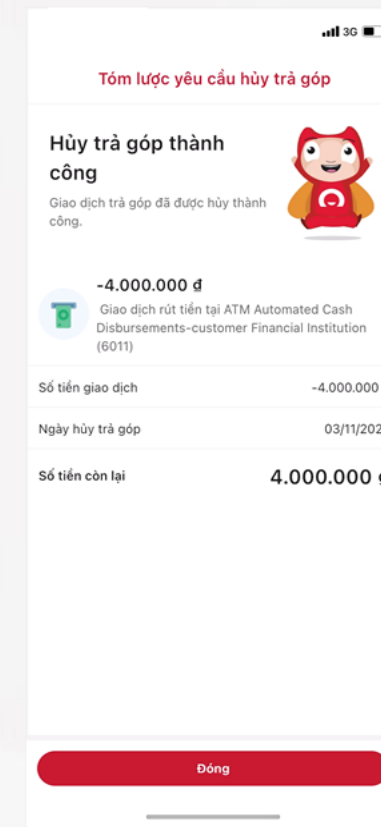 3G
Tóm lược yêu cầu hủy trả góp
Hủy trả góp thành
công
Giao dịch trả góp đã được hủy thành
công.
-4.000.000 ₫
Giao dịch rút tiền tại ATM Automated Cash
Disbursements-customer Financial Institution
(6011)
Số tiền giao dịch -4.000.000
Ngày hủy trả góp 03/11/202
Số tiền còn lại 4.000.000
Đóng